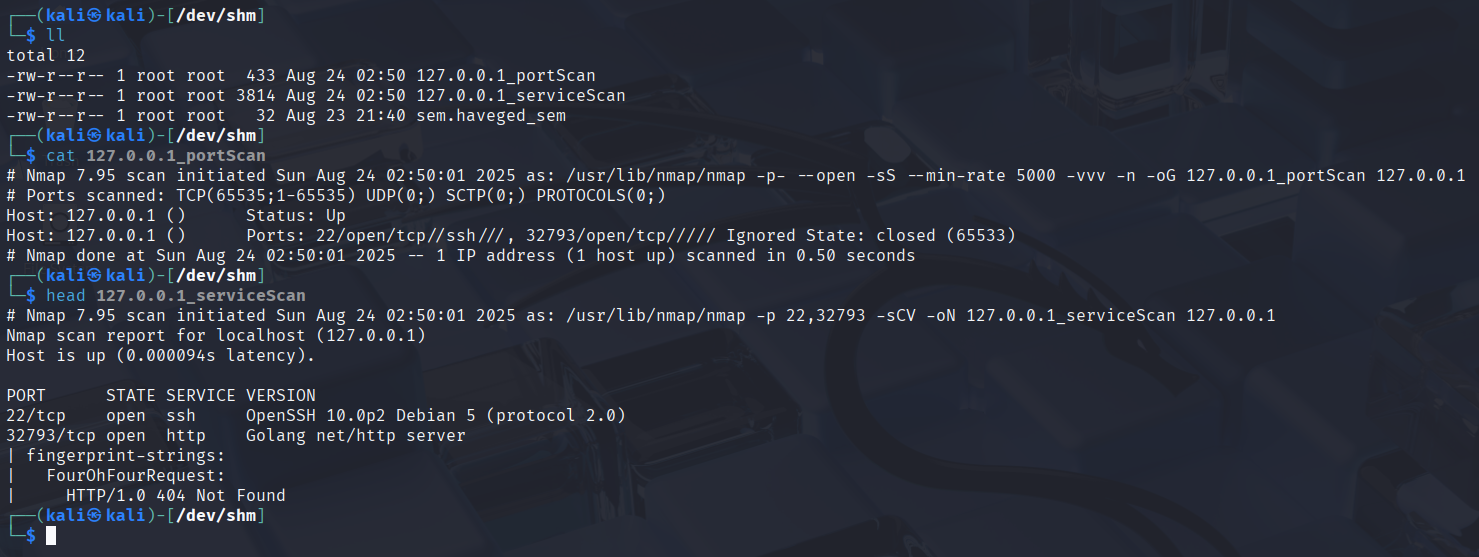 ┌──(kali㉿kali)-[/dev/shm]
└─$ ll
total 12
-rw-r--r-- 1 root root  433 Aug 24 02:50 127.0.0.1_portScan
-rw-r--r-- 1 root root 3814 Aug 24 02:50 127.0.0.1_serviceScan
-rw-r--r-- 1 root root   32 Aug 23 21:40 sem.haveged_sem
┌──(kali㉿kali)-[/dev/shm]
└─$ cat 127.0.0.1_portScan
# Nmap 7.95 scan initiated Sun Aug 24 02:50:01 2025 as: /usr/lib/nmap/nmap -p- --open -sS --min-rate 5000 -vvv -n -oG 127.0.0.1_portScan 127.0.0.1
# Ports scanned: TCP(65535;1-65535) UDP(0;) SCTP(0;) PROTOCOLS(0;)
Host: 127.0.0.1 ()      Status: Up
Host: 127.0.0.1 ()      Ports: 22/open/tcp//ssh///, 32793/open/tcp///// Ignored State: closed (65533)
# Nmap done at Sun Aug 24 02:50:01 2025 -- 1 IP address (1 host up) scanned in 0.50 seconds
┌──(kali㉿kali)-[/dev/shm]
└─$ head 127.0.0.1_serviceScan
# Nmap 7.95 scan initiated Sun Aug 24 02:50:01 2025 as: /usr/lib/nmap/nmap -p 22,32793 -sCV -oN 127.0.0.1_serviceScan 127.0.0.1
Nmap scan report for localhost (127.0.0.1)
Host is up (0.000094s latency).

PORT      STATE SERVICE VERSION
22/tcp    open  ssh     OpenSSH 10.0p2 Debian 5 (protocol 2.0)
32793/tcp open  http    Golang net/http server
| fingerprint-strings:
|   FourOhFourRequest:
|     HTTP/1.0 404 Not Found
┌──(kali㉿kali)-[/dev/shm]
└─$